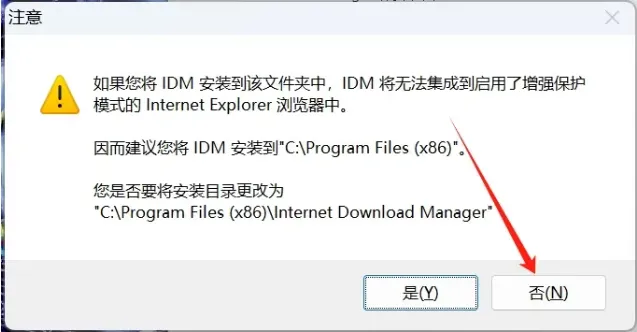 注意
如果您将 IDM 安装到该文件夹中，IDM 将无法集成到启用了增强保护
模式的 Internet Explorer 浏览器中。
因而建议您将 IDM 安装到"C:\Program Files (x86)"。
您是否要将安装目录更改为
"C:\Program Files (x86)\Internet Download Manager"
是(Y)
否(N)